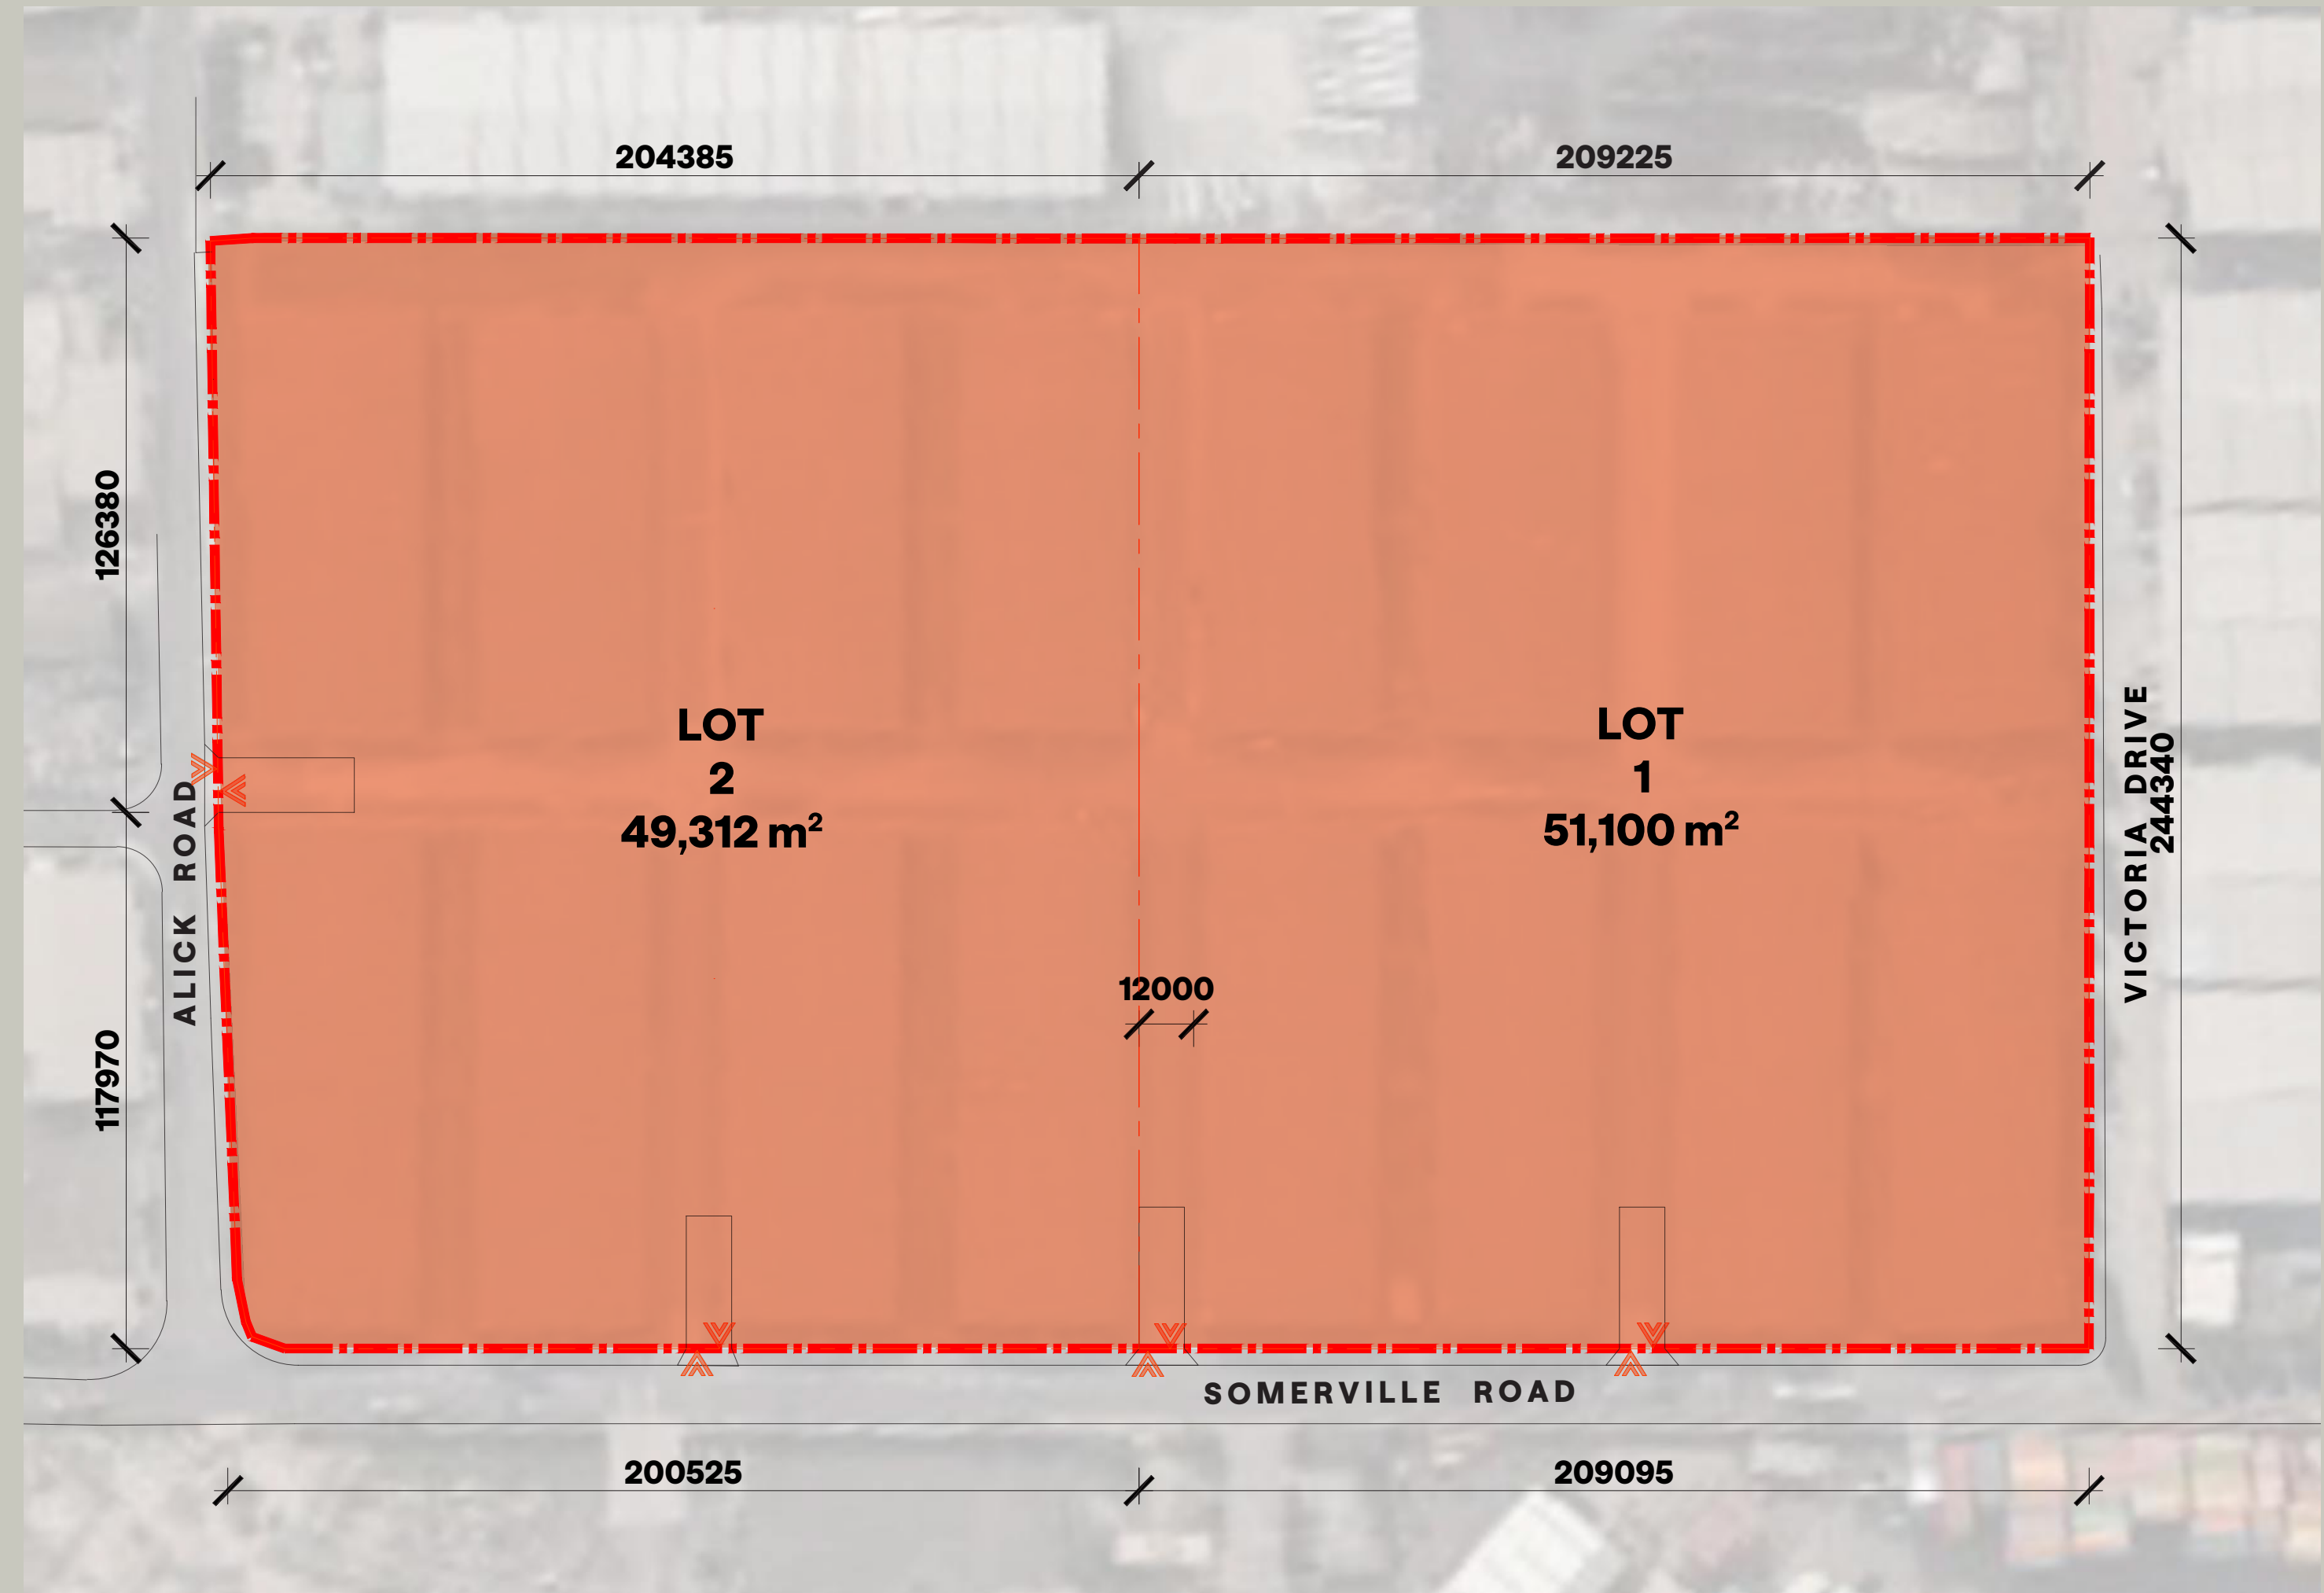 204385
209225
126380
LOT
2
49,312 m²
LOT
1
51,100 m²
VICTORIA DRIVE
244340
ALICK ROAD
12000
117970
SOMERVILLE ROAD
200525
209095